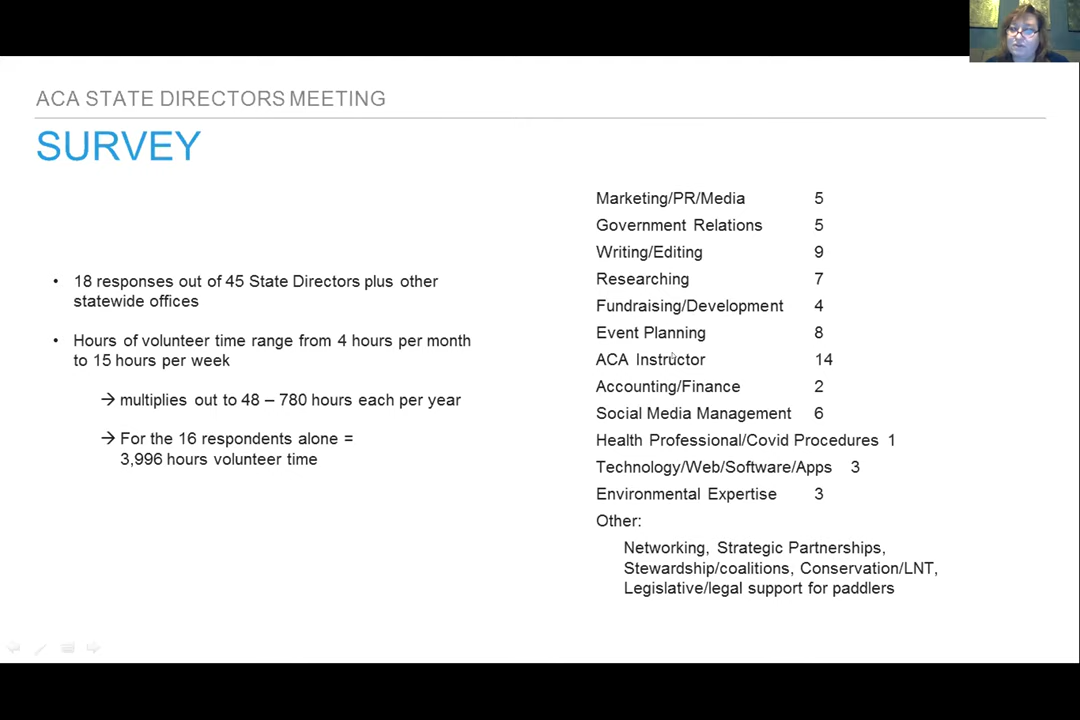 ACA STATE DIRECTORS MEETING
SURVEY
• 18 responses out of 45 State Directors plus other
statewide offices
• Hours of volunteer time range from 4 hours per month
to 15 hours per week
→ multiplies out to 48 – 780 hours each per year
→ For the 16 respondents alone =
3,996 hours volunteer time
Marketing/PR/Media 5
Government Relations 5
Writing/Editing 9
Researching 7
Fundraising/Development 4
Event Planning 8
ACA Instructor 14
Accounting/Finance 2
Social Media Management 6
Health Professional/Covid Procedures 1
Technology/Web/Software/Apps 3
Environmental Expertise 3
Other:
Networking, Strategic Partnerships,
Stewardship/coalitions, Conservation/LNT,
Legislative/legal support for paddlers